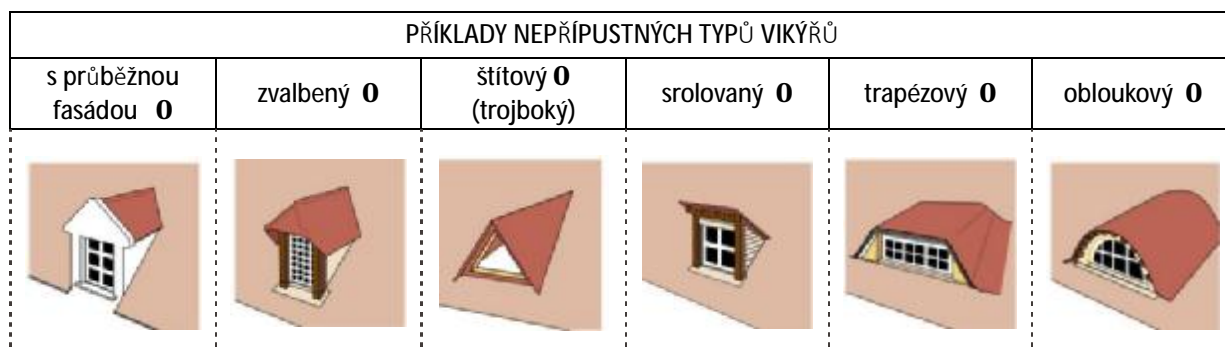 PŘÍKLADY NEPŘÍPUSTNÝCH TYPŮ VIKÝŘŮ
s průběžnou
fasádou 0
zvalbený 0
štítový 0
(trojboký)
srolovaný 0
trapézový 0
obloukový 0